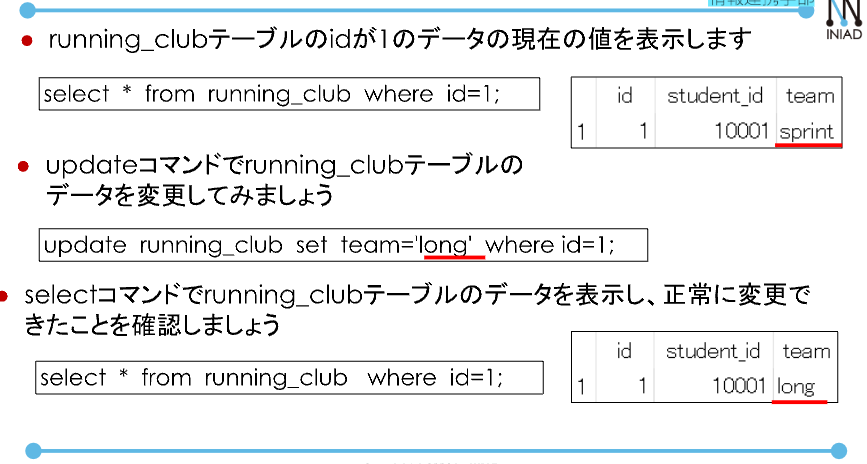 情報連携学部
INIAD
running_clubテーブルのidが1のデータの現在の値を表示します
select * from running_club where id=1;
id student_id team
1 1 10001 sprint
updateコマンドでrunning_clubテーブルの
データを変更してみましょう
update running_club set team='long' where id=1;
selectコマンドでrunning_clubテーブルのデータを表示し、正常に変更で
きたことを確認しましょう
select * from running_club where id=1;
id student_id team
1 1 10001 long